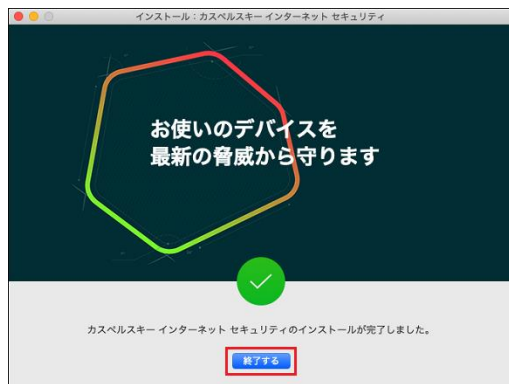 インストール：カスペルスキー インターネット セキュリティ
お使いのデバイスを
最新の脅威から守ります
カスペルスキー インターネット セキュリティのインストールが完了しました。
終了する